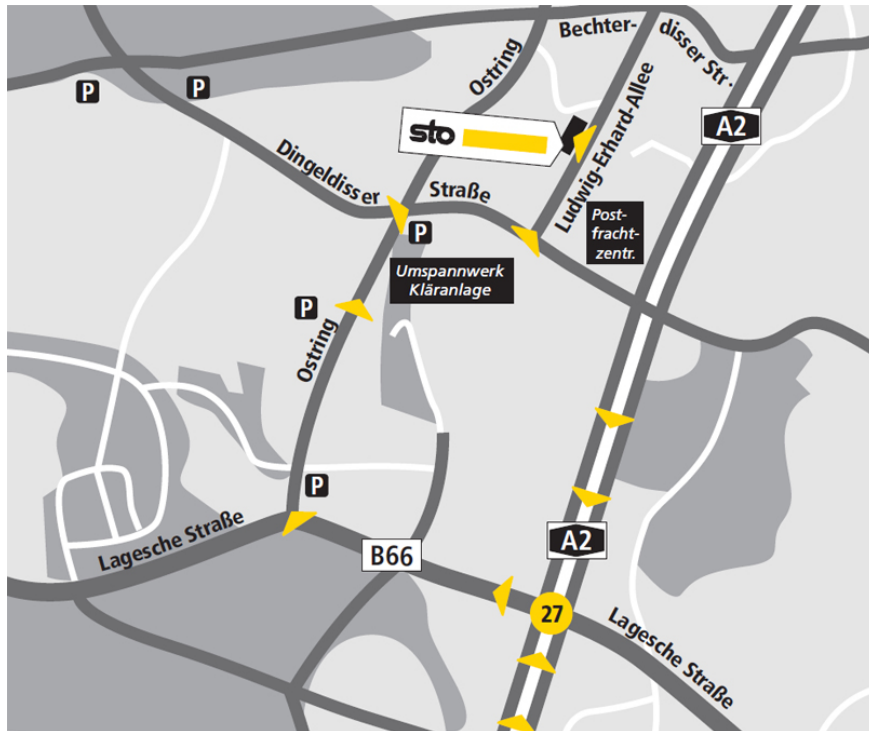 Bechter-
disser Str.
Ostring
P
P
A2
sto
Ludwig-Erhard-Allee
Dingeldisser
Straße
Post-
fracht-
zentr.
P
Umspannwerk
Kläranlage
P
Ostring
P
Lagesche Straße
A2
B66
27
Lagesche Straße